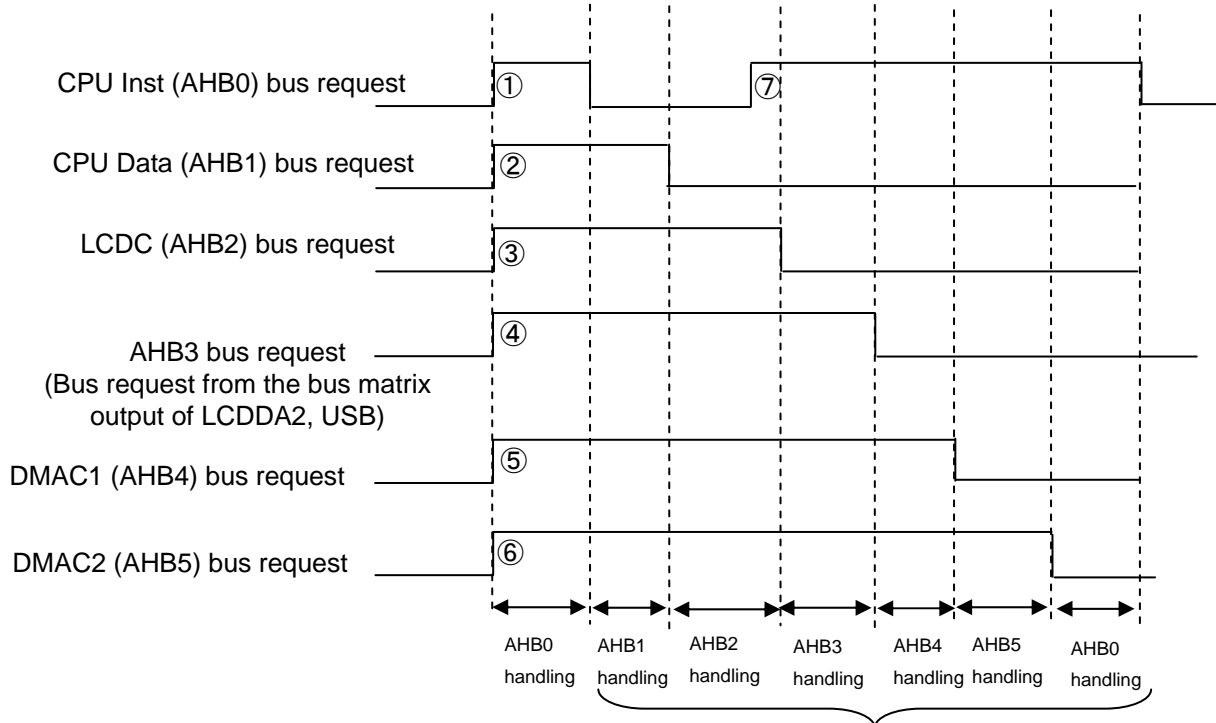 CPU Inst (AHB0) bus request
①
⑦
CPU Data (AHB1) bus request
②
LCDC (AHB2) bus request
③
AHB3 bus request
④
(Bus request from the bus matrix
output of LCDDA2, USB)
DMAC1 (AHB4) bus request
⑤
DMAC2 (AHB5) bus request
⑥
AHB0 handling
AHB1 handling
AHB2 handling
AHB3 handling
AHB4 handling
AHB5 handling
AHB0 handling